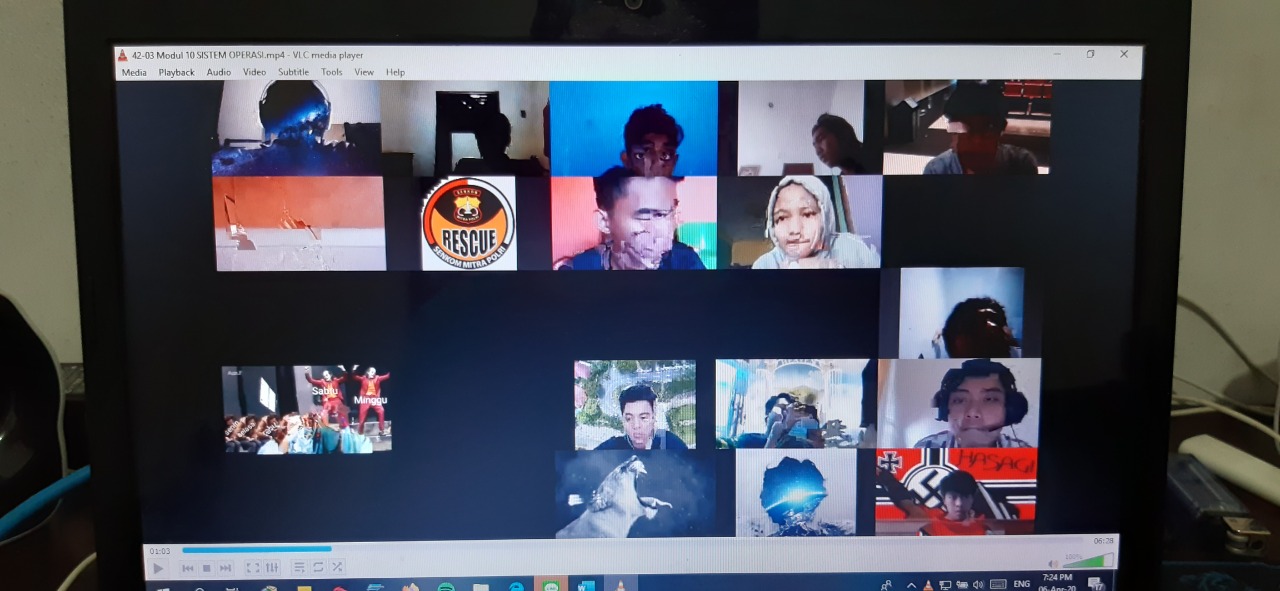 42-03 Modul 10 SISTEM OPERASI.mp4 - VLC media player
Media Playback Audio Video Subtitle Tools View Help
SENKOM
RESCUE
SENKOM MITRA POLRI
Sabtu
Minggu
HASAGI
01:03
06:28
100%
ENG
7:24 PM
06-Apr-20